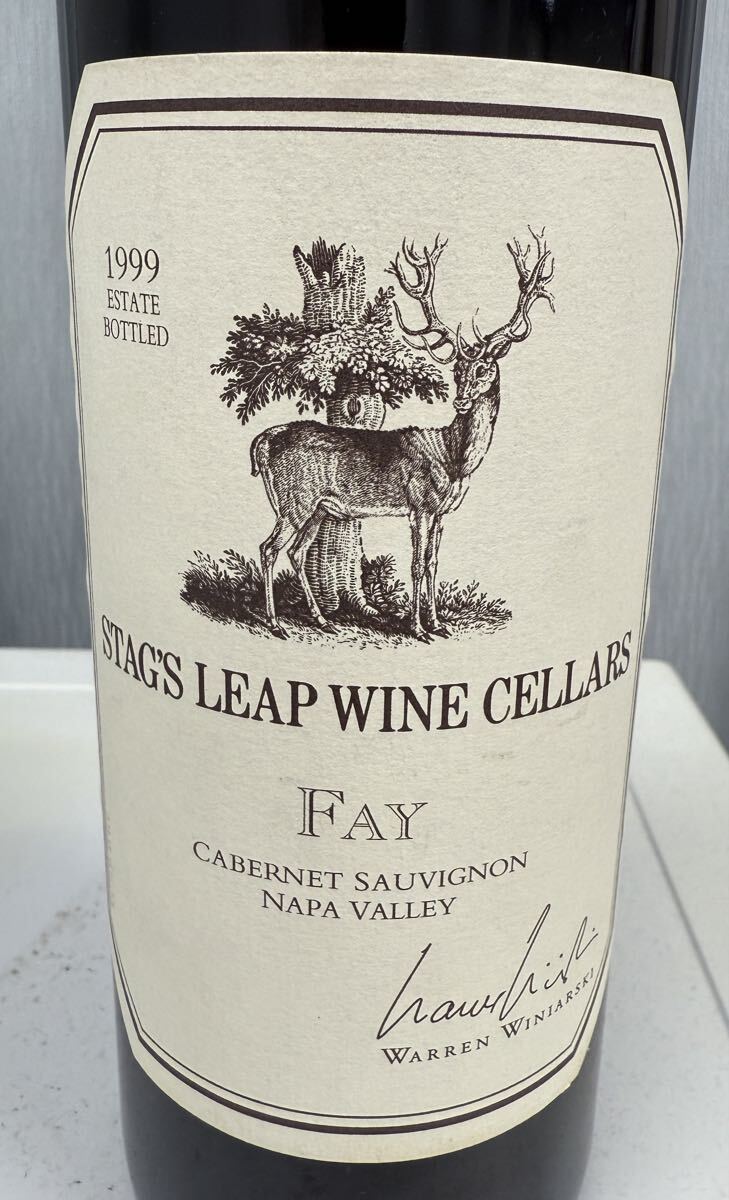 1999
ESTATE
BOTTLED
STAG'S LEAP WINE CELLARS
FAY
CABERNET SAUVIGNON
NAPA VALLEY
WARREN WINIARSKI